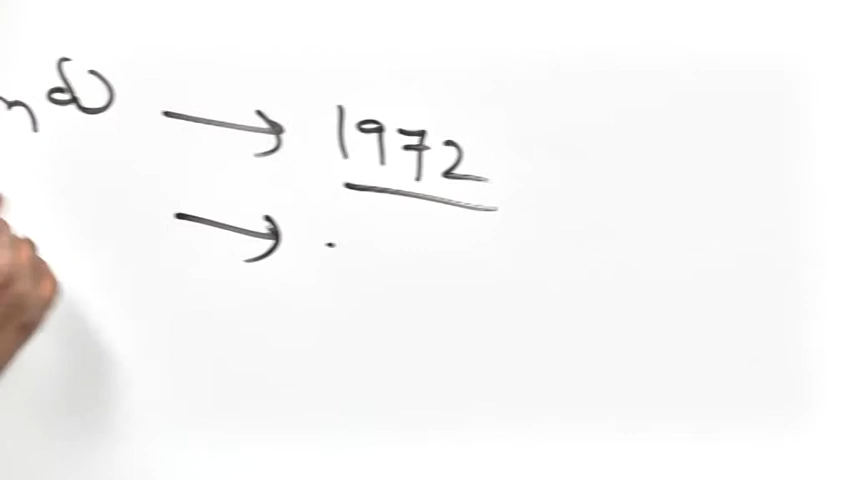 → 1972
→ .